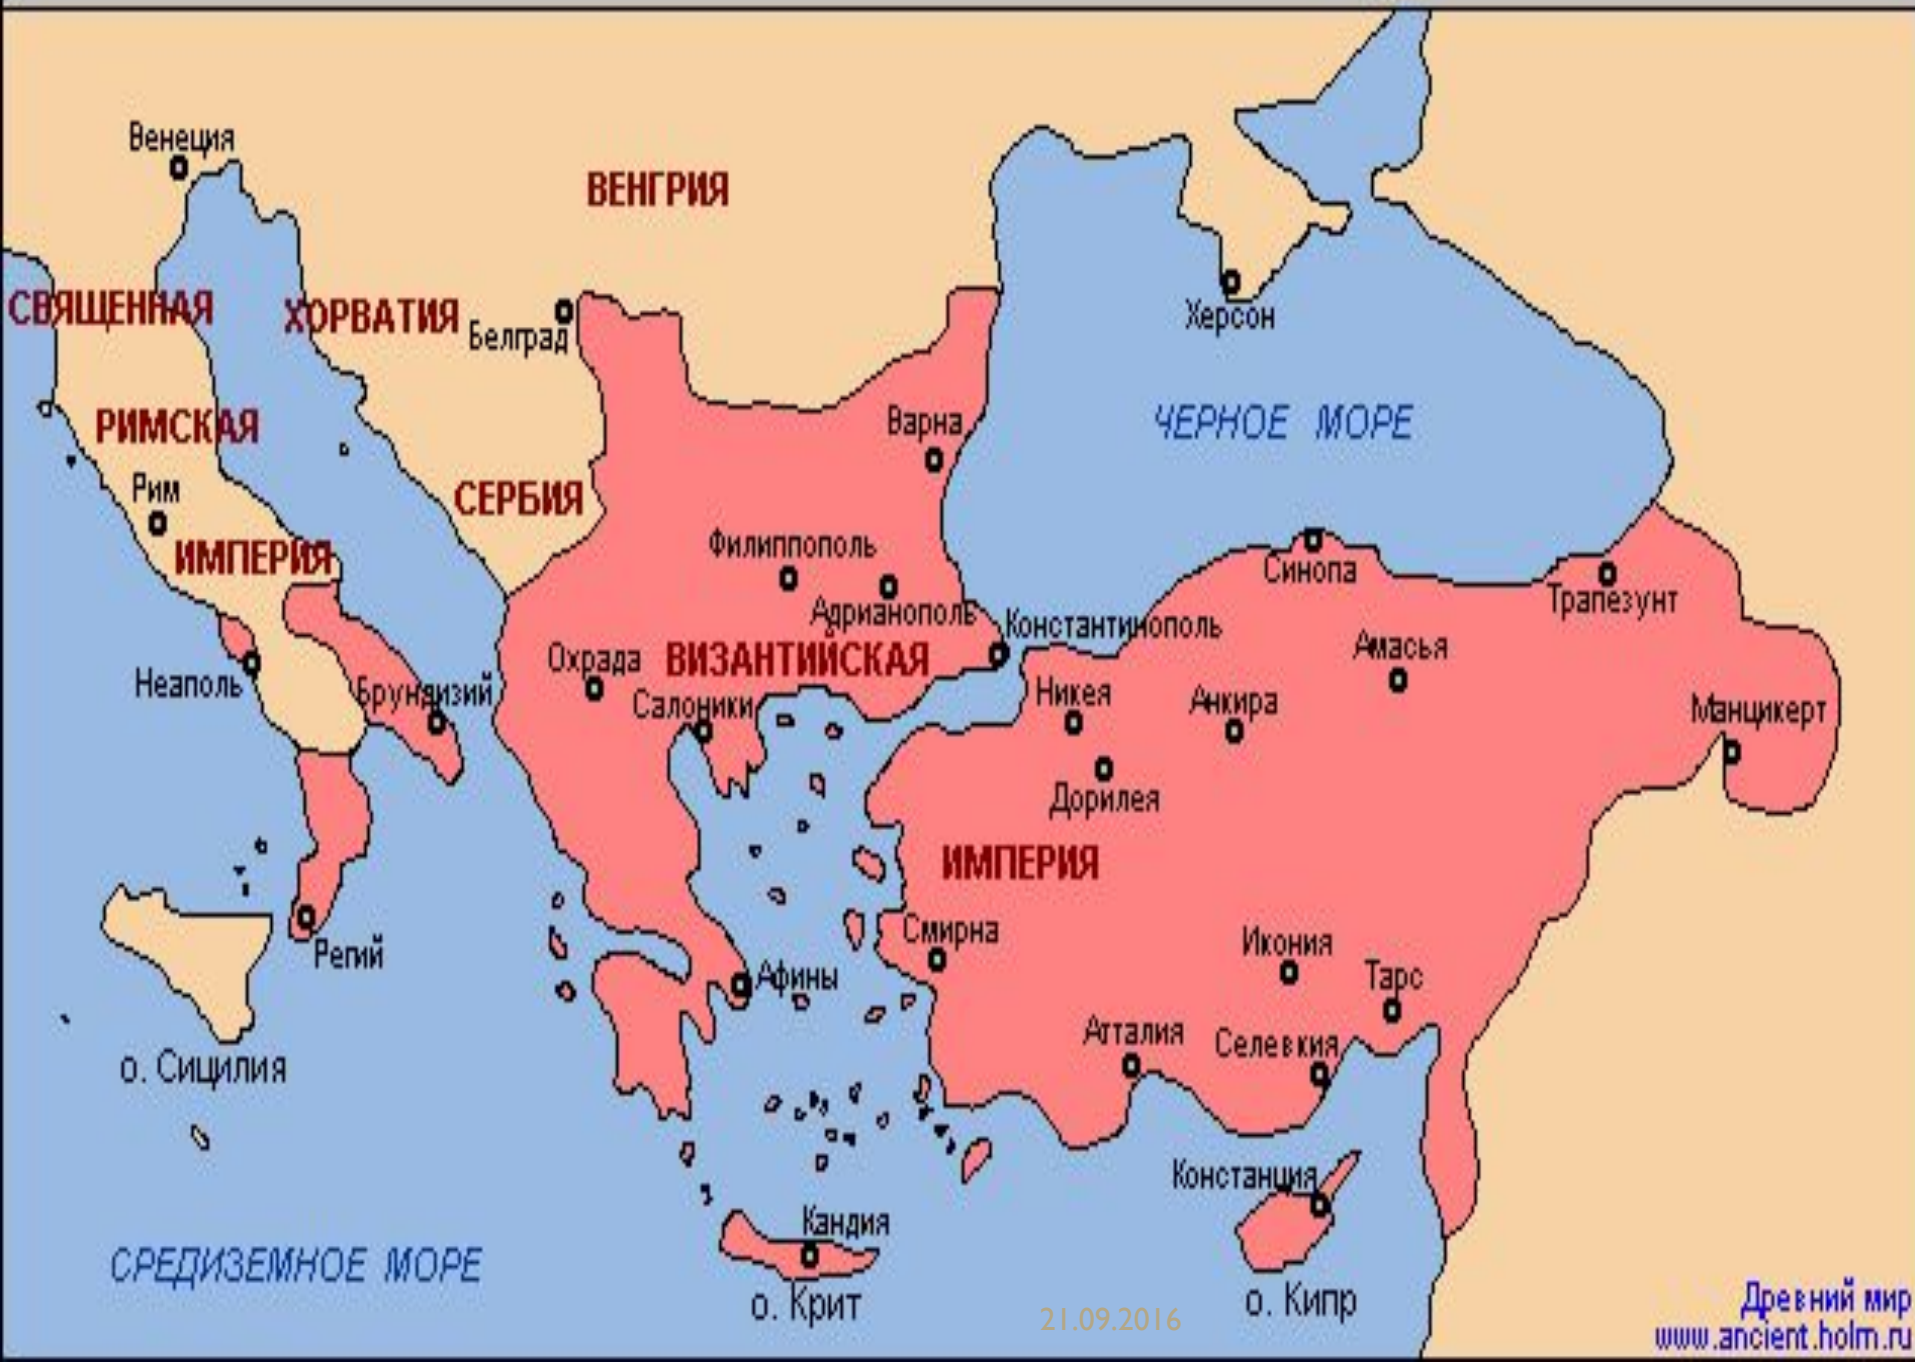 Венеция
ВЕНГРИЯ
СВЯЩЕННАЯ
ХОРВАТИЯ
Белград
Херсон
РИМСКАЯ
Варна
ЧЕРНОЕ МОРЕ
Рим
СЕРБИЯ
ИМПЕРИЯ
Филиппополь
Синопа
Адрианополь
Трапезунт
Константинополь
Охрада
ВИЗАНТИЙСКАЯ
Амасья
Неаполь
Брундизий
Салоники
Никея
Анкира
Манцикерт
Дорилея
ИМПЕРИЯ
Регий
Смирна
Икония
Афины
Тарс
Атталия
Селевкия
о. Сицилия
Констанция
Кандия
СРЕДИЗЕМНОЕ МОРЕ
о. Крит
21.09.2016
о. Кипр
Древний мир
www.ancient.holm.ru